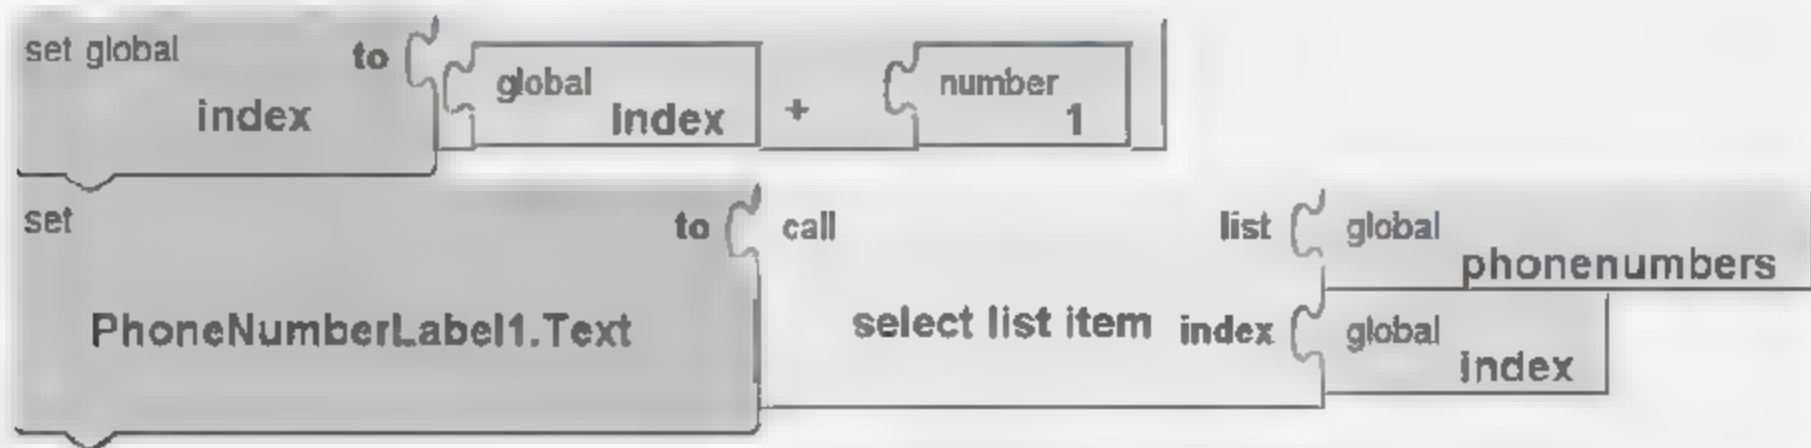 set global to
global number
index index + 1
set to call list global
phonenumbers
PhoneNumberLabel1.Text select list item index global
index